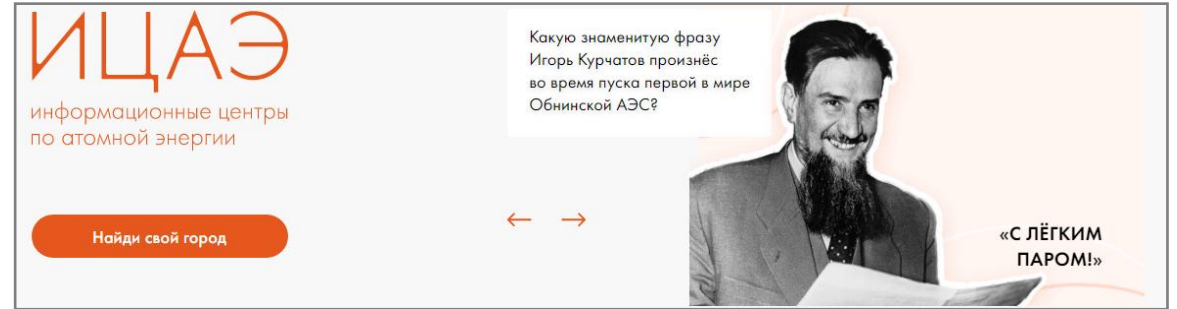 ИЦАЭ
информационные центры
по атомной энергии
Найди свой город
Какую знаменитую фразу
Игорь Курчатов произнёс
во время пуска первой в мире
Обнинской АЭС?
«С ЛЁГКИМ
ПАРОМ!»